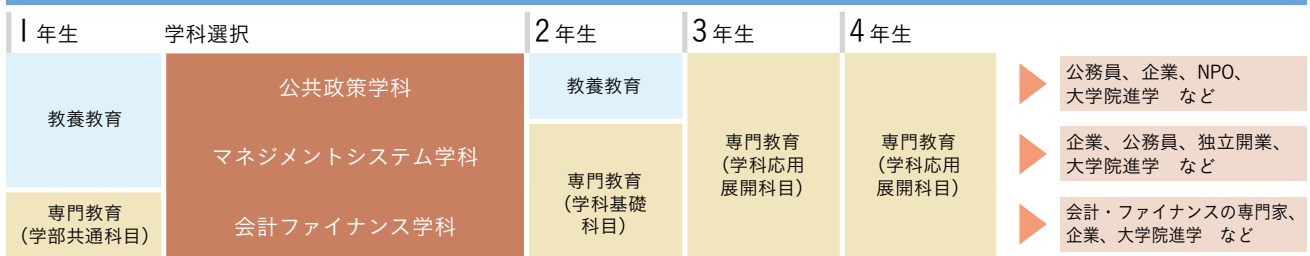 1年生
学科選択
2年生
3年生
4年生
教養教育
専門教育
（学部共通科目）
公共政策学科
マネジメントシステム学科
会計ファイナンス学科
教養教育
専門教育
（学科基礎
科目）
専門教育
（学科応用
展開科目）
専門教育
（学科応用
展開科目）
公務員、企業、NPO、
大学院進学　など
企業、公務員、独立開業、
大学院進学　など
会計・ファイナンスの専門家、
企業、大学院進学　など